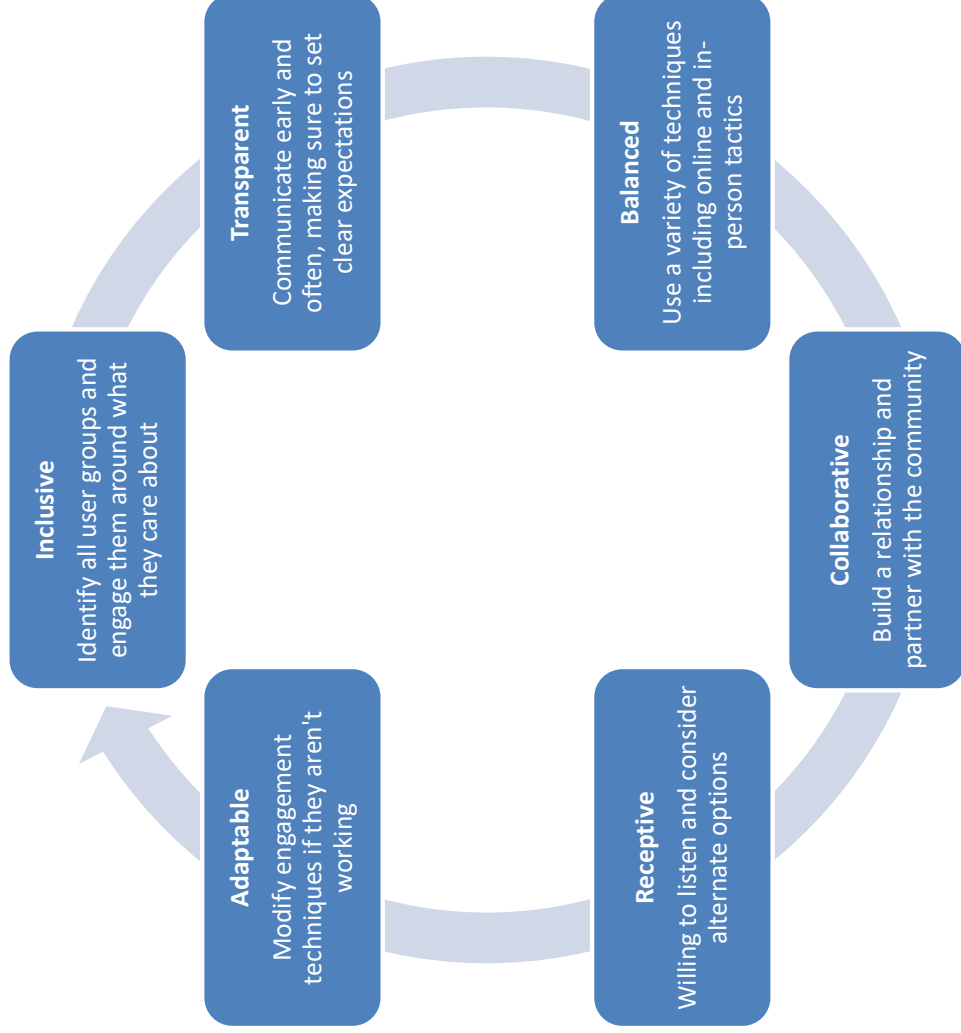 Inclusive
Identify all user groups and
engage them around what
they care about
Transparent
Communicate early and
often, making sure to set
clear expectations
Balanced
Use a variety of techniques
including online and in-
person tactics
Collaborative
Build a relationship and
partner with the community
Receptive
Willing to listen and consider
alternate options
Adaptable
Modify engagement
techniques if they aren't
working